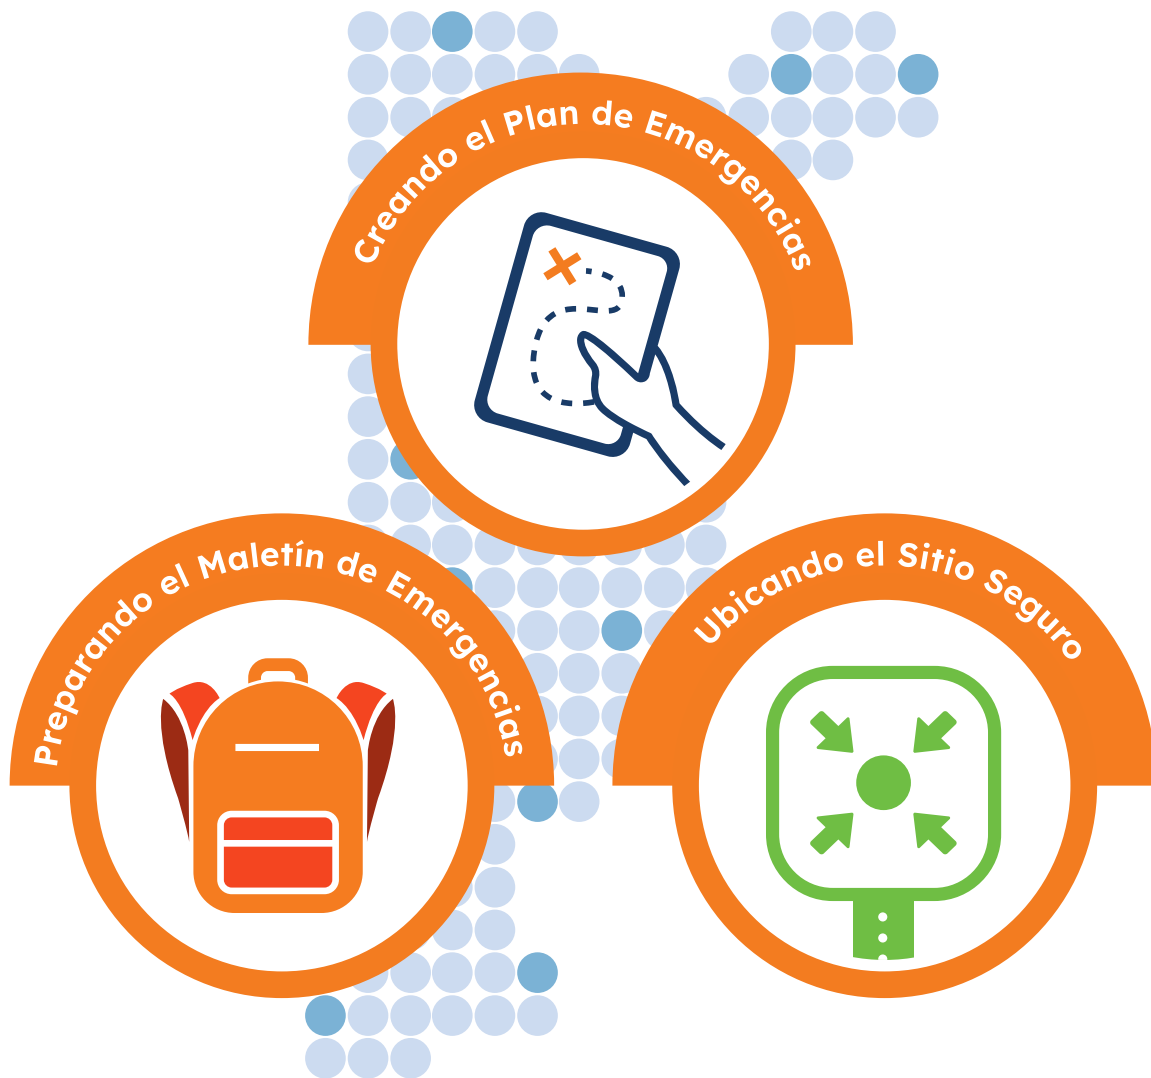 Creando el Plan de Emergencias
Preparando el Maletín de Emergencias
Ubicando el Sitio Seguro